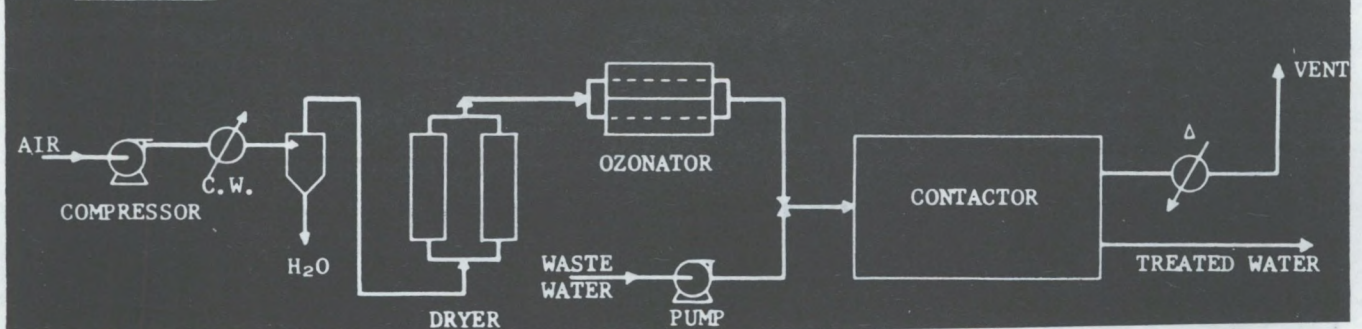 AIR
COMPRESSOR
C.W.
H₂O
DRYER
OZONATOR
WASTE
WATER
PUMP
CONTACTOR
Δ
VENT
TREATED WATER